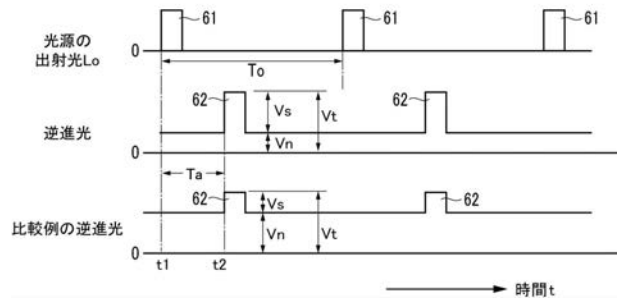 61 61 61
光源の
出射光Lo
0
To
62 62
Vs Vt
逆進光
Vn
0
Ta
62 Vs 62
比較例の逆進光
Vn Vt
0
t1 t2 時間t